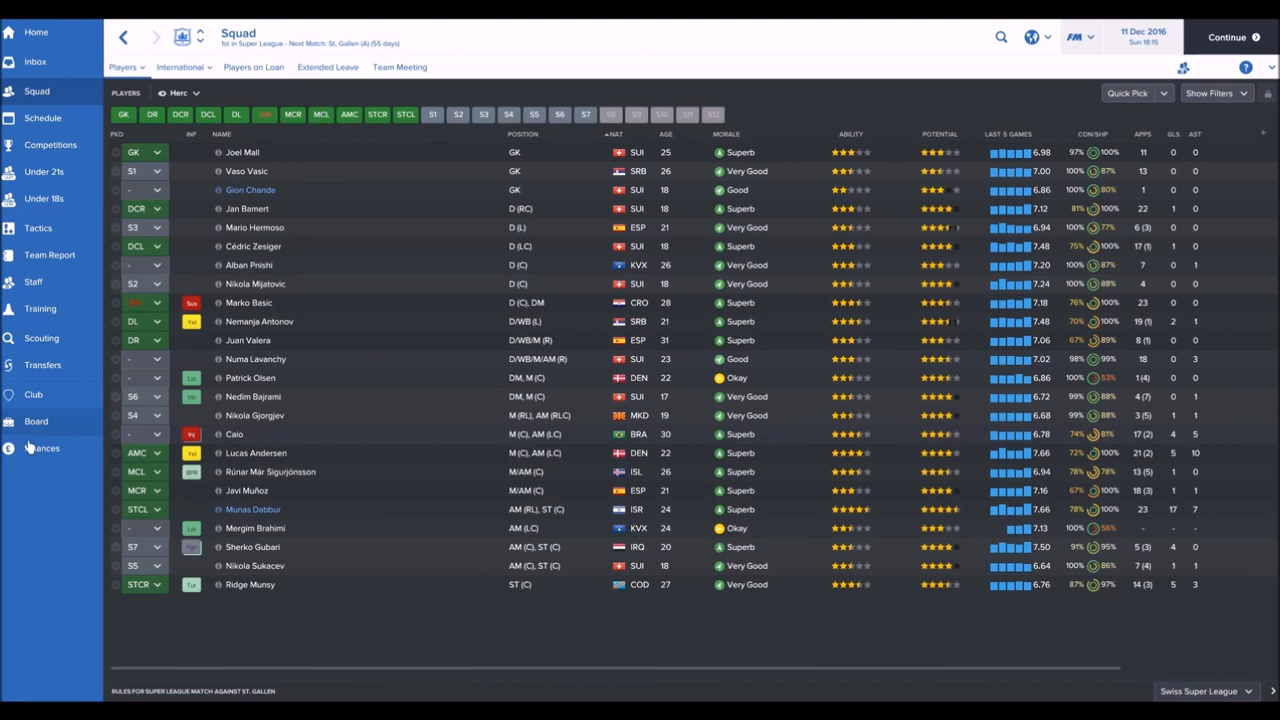 Home
Inbox
Squad
Schedule
Competitions
Under 21s
Under 18s
Tactics
Team Report
Staff
Training
Scouting
Transfers
Club
Board
Squad
1st in Super League - Next Match: St. Gallen (A) (55 days)
FM
11 Dec 2016
Sun 18:15
Continue
Players International Players on Loan Extended Leave Team Meeting
PLAYERS Herc Quick Pick Show Filters
GK DR DCR DCL DL MCR MCL AMC STCR STCL S1 S2 S3 S4 S5 S6 S7 S8 S9 S10 S11 S12
PKD INF NAME POSITION NAT AGE MORALE ABILITY POTENTIAL LAST 5 GAMES CON/SHP APPS GLS AST
GK Joel Mall GK SUI 25 Superb 6.98 97% 100% 11 0 0
S1 Vaso Vasic GK SRB 26 Very Good 7.00 100% 87% 13 0 0
- Gion Chande GK SUI 18 Good 6.86 100% 80% 1 0 0
DCR Jan Bamert D (RC) SUI 18 Superb 7.12 81% 100% 22 1 0
S3 Mario Hermoso D (L) ESP 21 Superb 6.94 100% 77% 6 (3) 0 0
DCL Cédric Zesiger D (LC) SUI 18 Superb 7.48 75% 100% 17 (1) 1 0
- Alban Pnishi D (C) KVX 26 Very Good 7.20 100% 87% 7 0 1
S2 Nikola Mijatovic D (C) SUI 18 Very Good 7.24 100% 88% 4 0 0
Sus Marko Basic D (C), DM CRO 28 Superb 7.18 76% 100% 23 0 0
DL Yel Nemanja Antonov D/WB (L) SRB 21 Superb 7.48 70% 100% 19 (1) 2 1
DR Juan Valera D/WB/M (R) ESP 31 Superb 7.06 67% 89% 8 (1) 0 0
- Numa Lavanchy D/WB/M/AM (R) SUI 23 Good 7.02 98% 99% 18 0 3
- Lst Patrick Olsen DM, M (C) DEN 22 Okay 6.86 100% 53% 1 (4) 0 0
S6 Yth Nedim Bajrami DM, M (C) SUI 17 Very Good 6.72 99% 88% 4 (7) 0 1
S4 Nikola Gjorgjev M (RL), AM (RLC) MKD 19 Very Good 6.68 99% 88% 3 (5) 1 1
- Inj Caio M (C), AM (LC) BRA 30 Superb 6.78 74% 81% 17 (2) 4 5
AMC Yel Lucas Andersen M (C), AM (LC) DEN 22 Superb 7.66 72% 100% 21 (2) 5 10
MCL Rúnar Már Sigurjónsson M/AM (C) ISL 26 Superb 6.94 78% 78% 13 (5) 1 0
MCR Javi Muñoz M/AM (C) ESP 21 Superb 7.16 67% 100% 18 (3) 1 1
STCL Munas Dabbur AM (RL), ST (C) ISR 24 Superb 7.66 78% 100% 23 17 7
- Lst Mergim Brahimi AM (LC) KVX 24 Okay 7.13 100% 56% - - -
S7 Sherko Gubari AM (C), ST (C) IRQ 20 Superb 7.50 91% 95% 5 (3) 4 0
S5 Nikola Sukacev AM (C), ST (C) SUI 18 Very Good 6.64 100% 86% 7 (4) 1 1
STCR Tut Ridge Munsy ST (C) COD 27 Very Good 6.76 87% 97% 14 (3) 5 3
RULES FOR SUPER LEAGUE MATCH AGAINST ST. GALLEN Swiss Super League